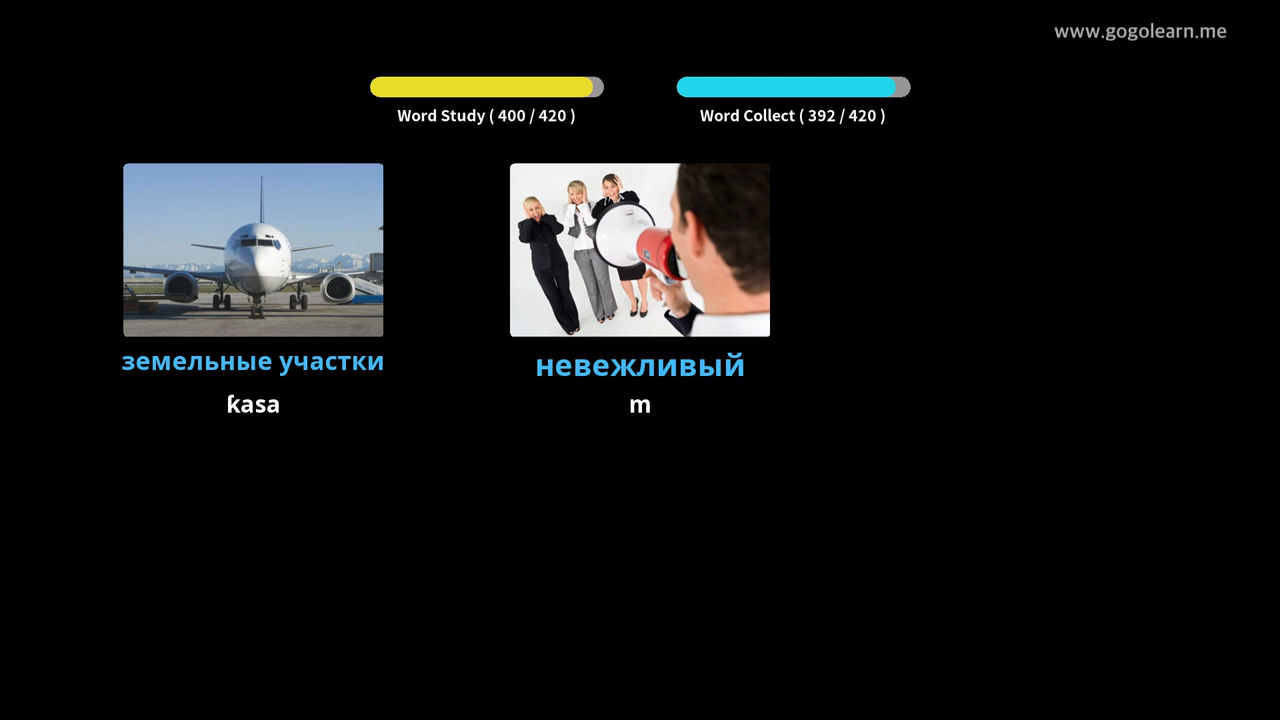 www.gogolearn.me
Word Study ( 400 / 420 )
Word Collect ( 392 / 420 )
земельные участки
ƙasa
невежливый
m